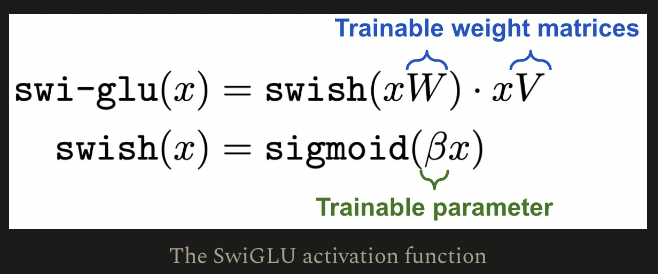 Trainable weight matrices
swi-glu(x) = swish(xW) · xV
swish(x) = sigmoid(βx)
Trainable parameter
The SwiGLU activation function